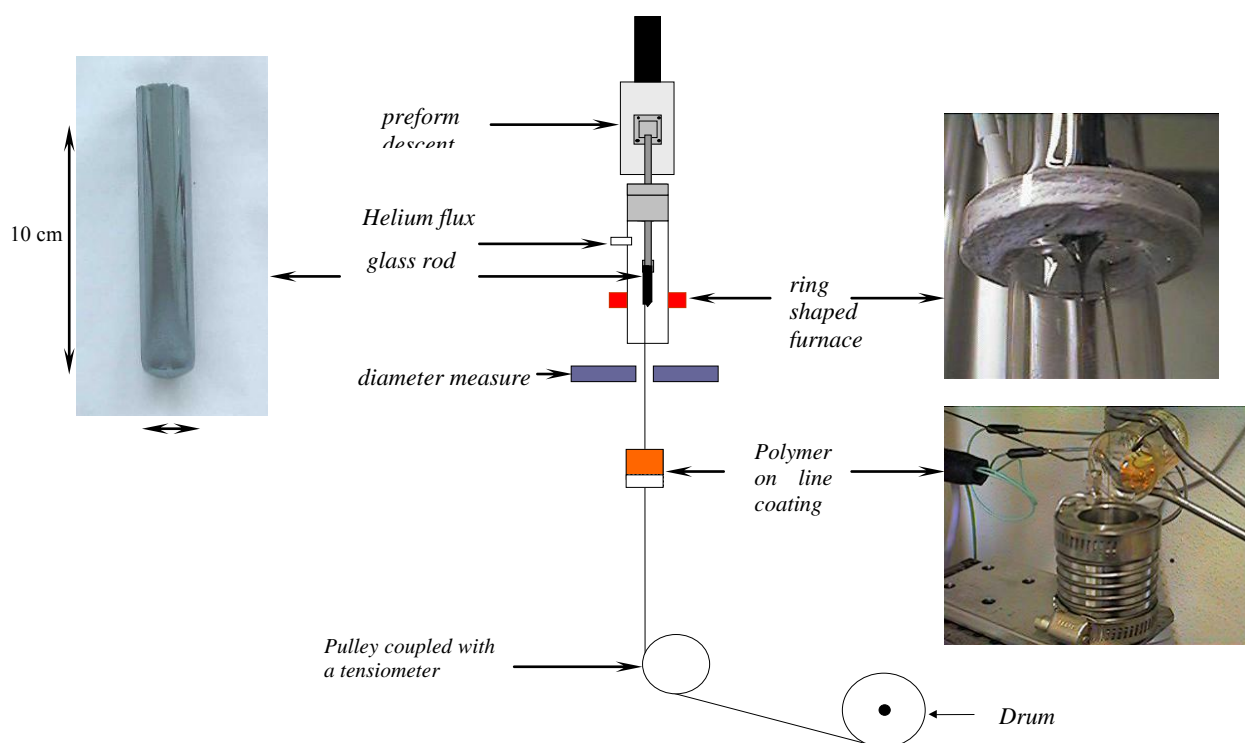 preform
descent
Helium flux
10 cm
glass rod
ring
shaped
furnace
diameter measure
Polymer
on line
coating
Pulley coupled with
a tensiometer
Drum